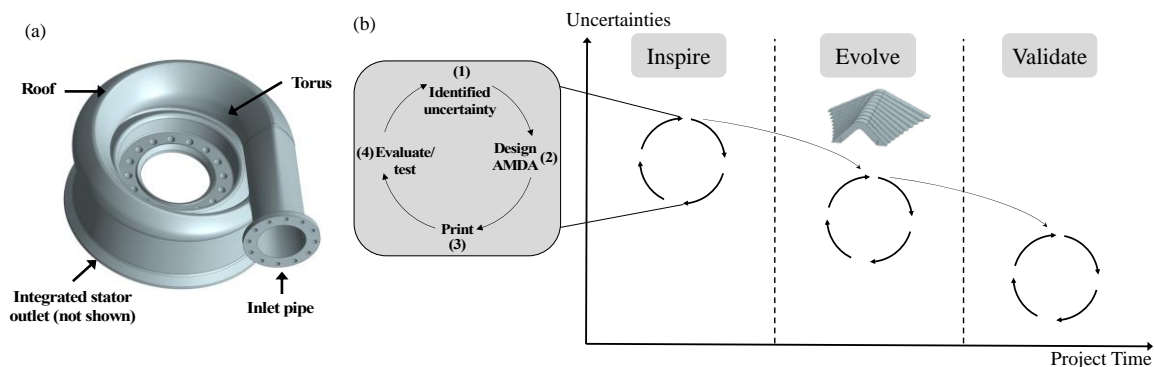 (a)
Roof
Torus
Integrated stator
outlet (not shown)
Inlet pipe
(b)
Uncertainties
Inspire
Evolve
Validate
(1)
Identified
uncertainty
Design
AMDA
(2)
Print
(3)
(4)
Evaluate/
test
Project Time